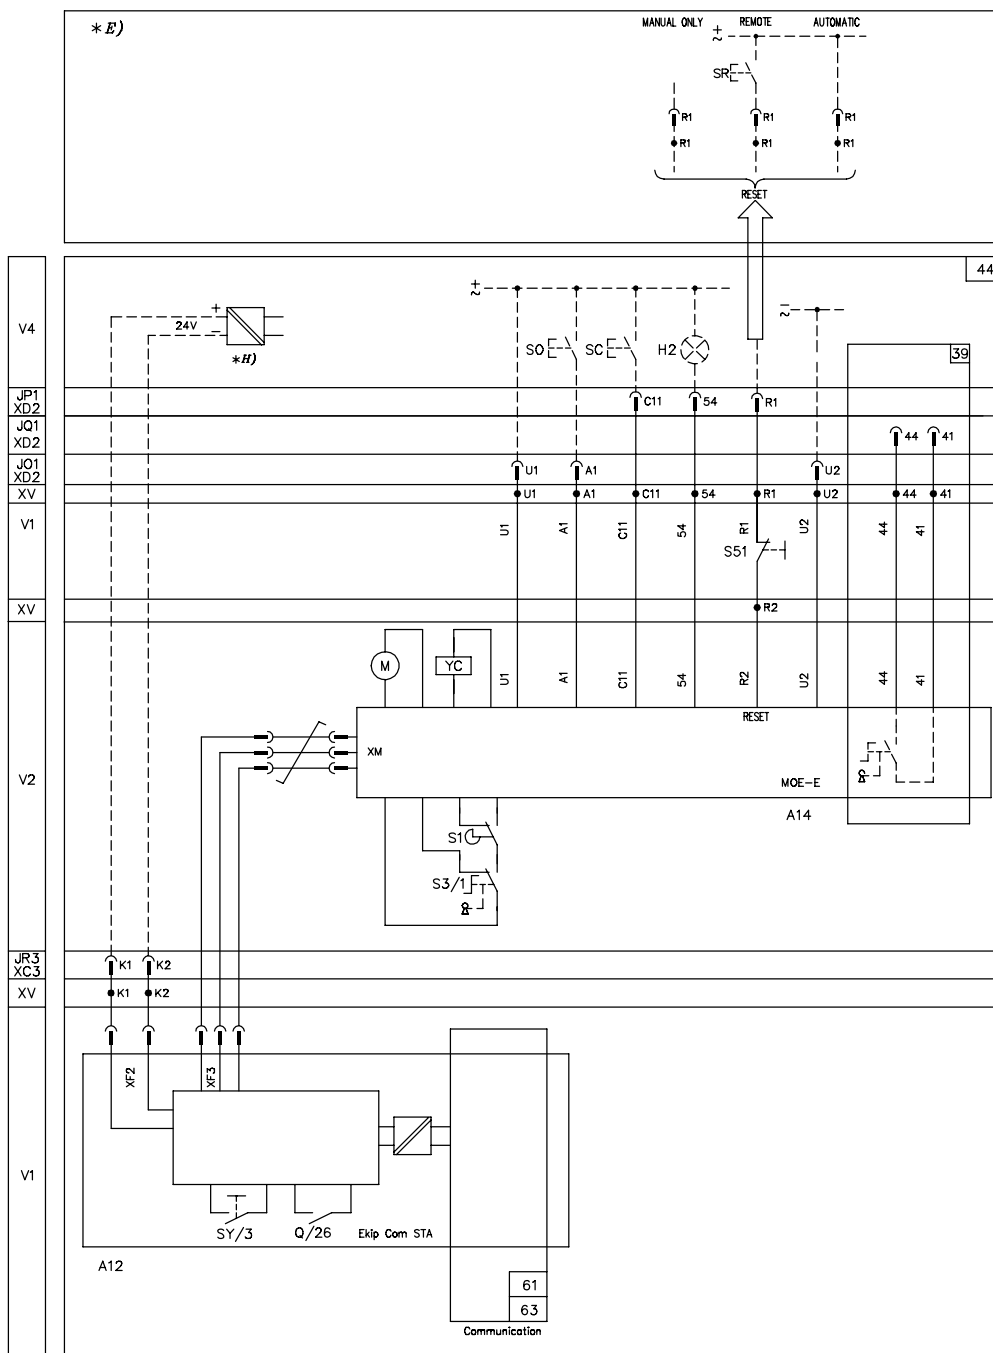 *E)
MANUAL ONLY REMOTE AUTOMATIC
SR
R1 R1 R1
R1 R1 R1
RESET
44
V4
+
24V
−
*H)
SO SC H2
39
JP1
XD2
C11 54 R1
JQ1
XD2
44 41
JO1
XD2
U1 A1 U2
XV
U1 A1 C11 54 R1 U2 44 41
V1
U1 A1 C11 54 R1 U2 44 41
S51
XV
R2
M YC
U1 A1 C11 54 R2 U2 44 41
RESET
XM
V2
MOE-E
A14
S1
S3/1
JR3
XC3
K1 K2
XV
K1 K2
XF2 XF3
V1
SY/3 Q/26 Ekip Com STA
A12
61
63
Communication